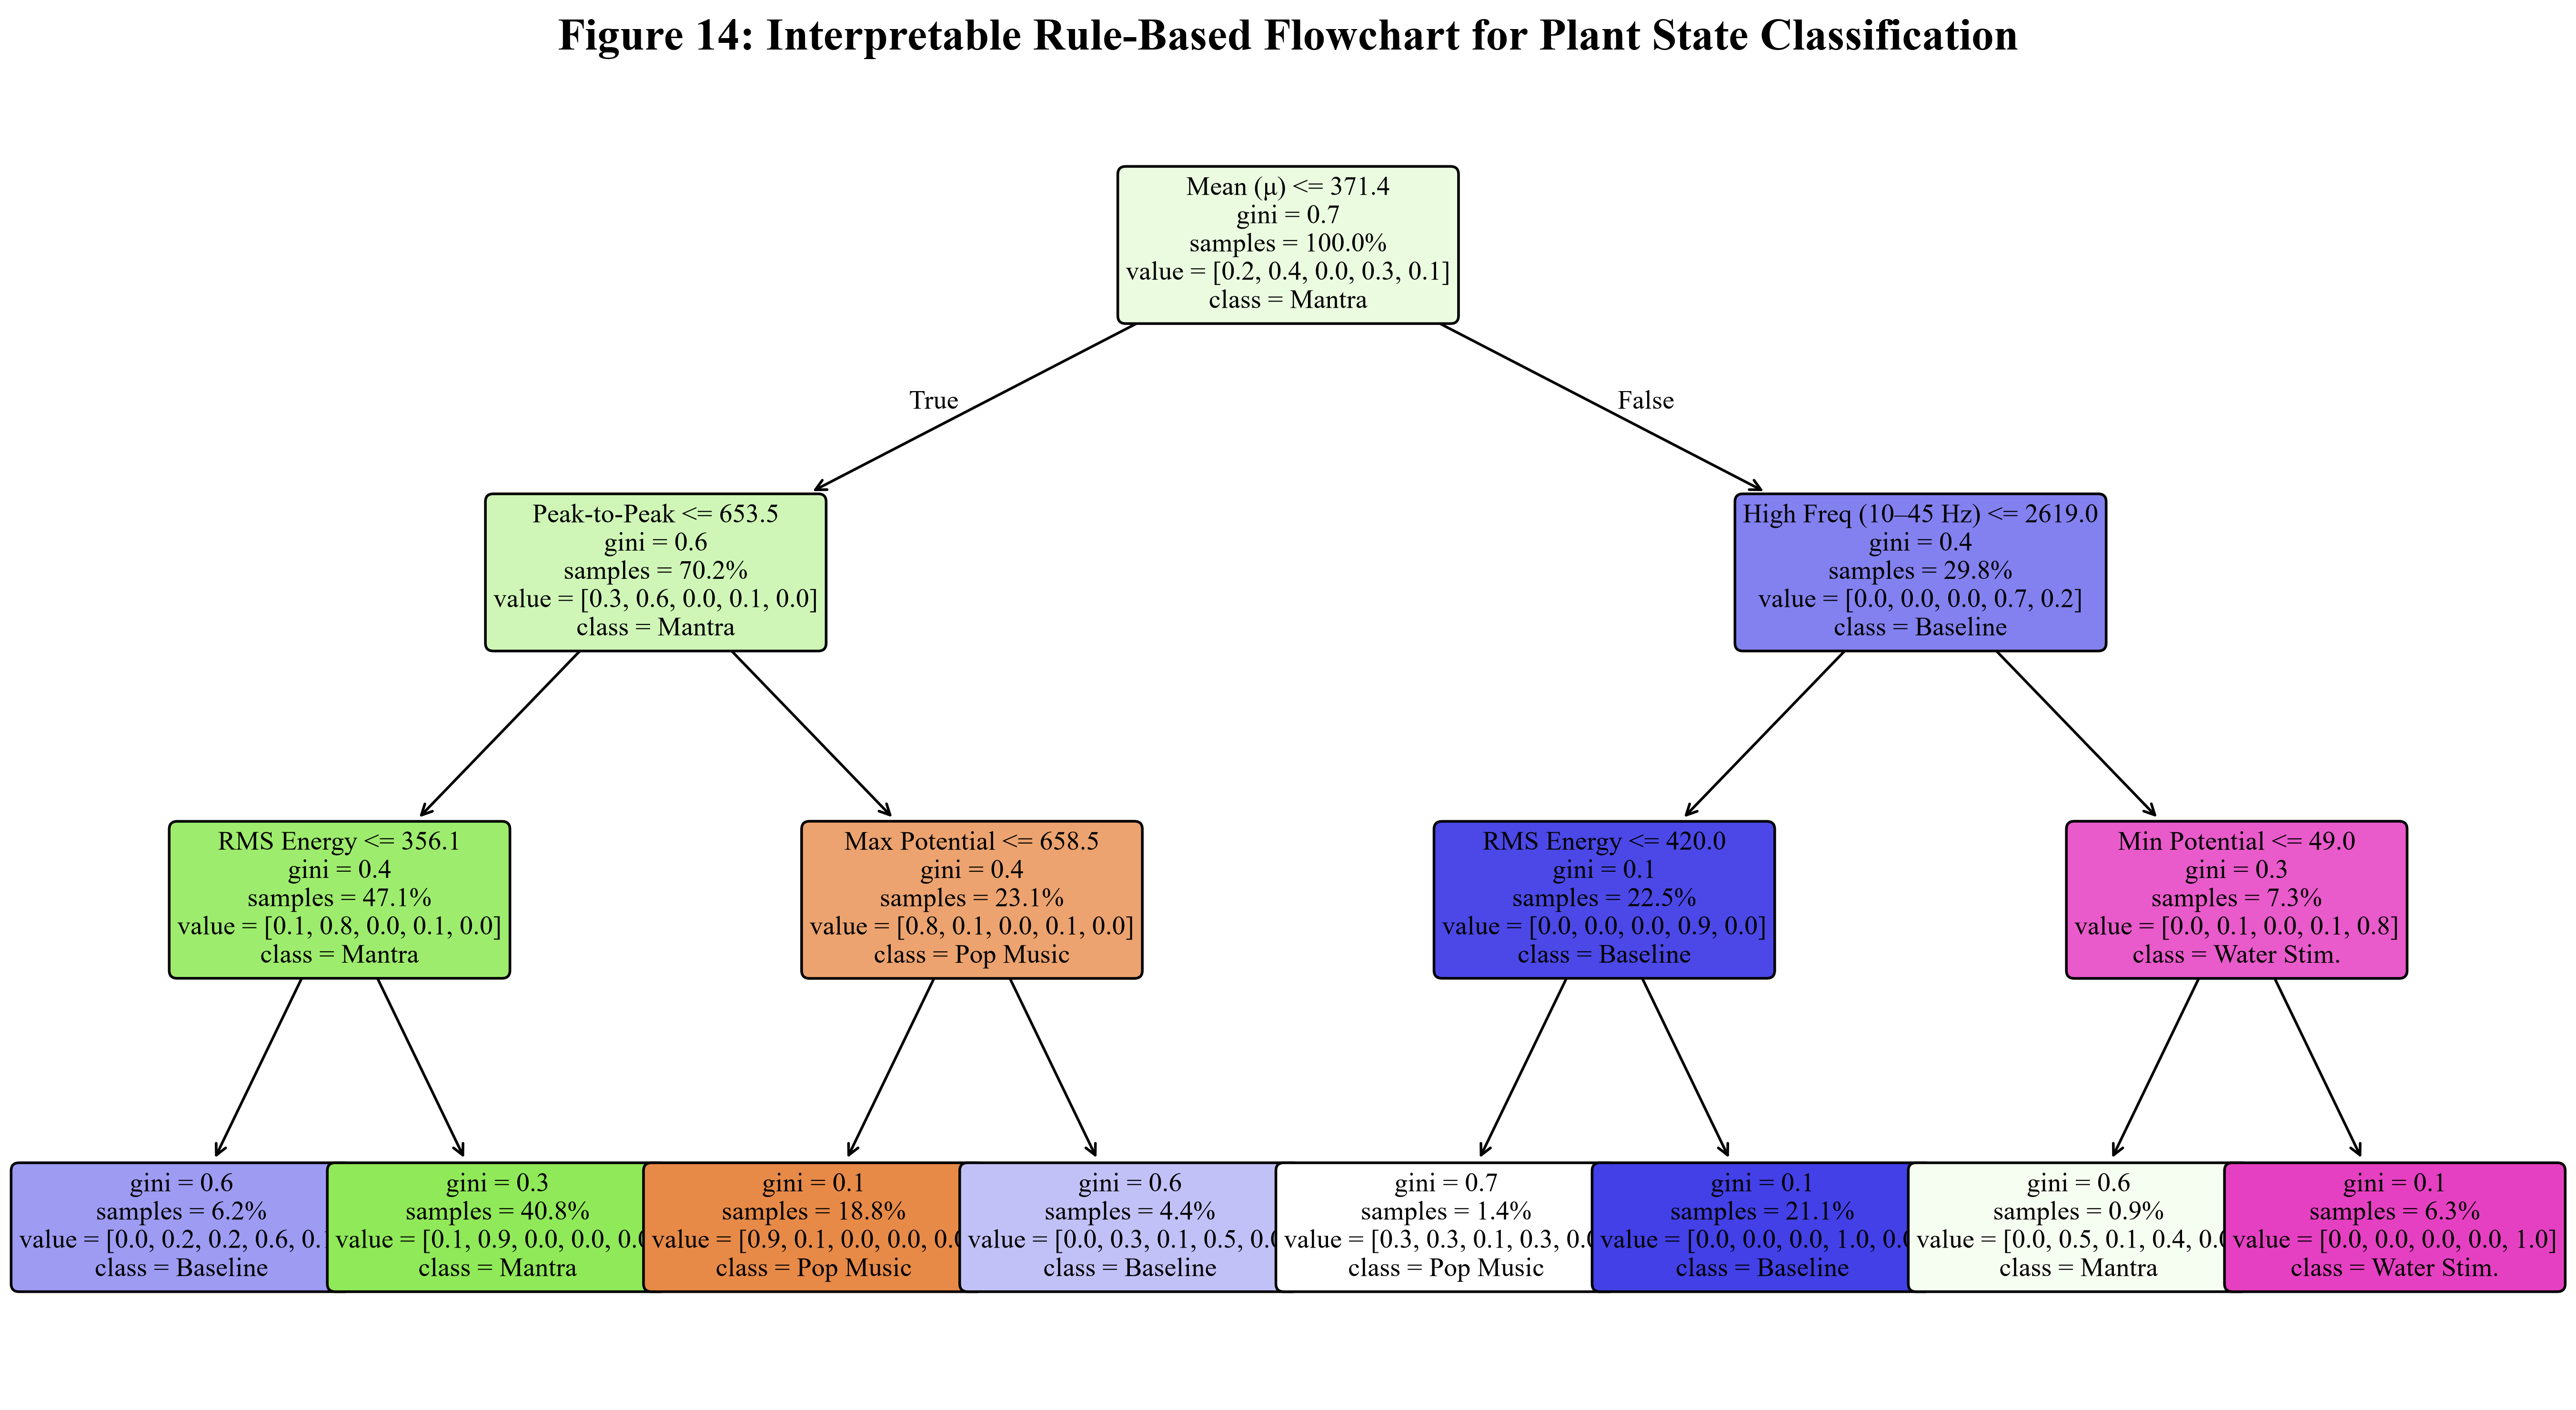 Figure 14: Interpretable Rule-Based Flowchart for Plant State Classification
Mean (μ) <= 371.4
gini = 0.7
samples = 100.0%
value = [0.2, 0.4, 0.0, 0.3, 0.1]
class = Mantra
True
False
Peak-to-Peak <= 653.5
gini = 0.6
samples = 70.2%
value = [0.3, 0.6, 0.0, 0.1, 0.0]
class = Mantra
High Freq (10–45 Hz) <= 2619.0
gini = 0.4
samples = 29.8%
value = [0.0, 0.0, 0.0, 0.7, 0.2]
class = Baseline
RMS Energy <= 356.1
gini = 0.4
samples = 47.1%
value = [0.1, 0.8, 0.0, 0.1, 0.0]
class = Mantra
Max Potential <= 658.5
gini = 0.4
samples = 23.1%
value = [0.8, 0.1, 0.0, 0.1, 0.0]
class = Pop Music
RMS Energy <= 420.0
gini = 0.1
samples = 22.5%
value = [0.0, 0.0, 0.0, 0.9, 0.0]
class = Baseline
Min Potential <= 49.0
gini = 0.3
samples = 7.3%
value = [0.0, 0.1, 0.0, 0.1, 0.8]
class = Water Stim.
gini = 0.6
samples = 6.2%
value = [0.0, 0.2, 0.2, 0.6, 0.1
class = Baseline
gini = 0.3
samples = 40.8%
value = [0.1, 0.9, 0.0, 0.0, 0.0
class = Mantra
gini = 0.1
samples = 18.8%
value = [0.9, 0.1, 0.0, 0.0, 0.0
class = Pop Music
gini = 0.6
samples = 4.4%
value = [0.0, 0.3, 0.1, 0.5, 0.0
class = Baseline
gini = 0.7
samples = 1.4%
value = [0.3, 0.3, 0.1, 0.3, 0.0
class = Pop Music
gini = 0.1
samples = 21.1%
value = [0.0, 0.0, 0.0, 1.0, 0.0
class = Baseline
gini = 0.6
samples = 0.9%
value = [0.0, 0.5, 0.1, 0.4, 0.0
class = Mantra
gini = 0.1
samples = 6.3%
value = [0.0, 0.0, 0.0, 0.0, 1.0]
class = Water Stim.